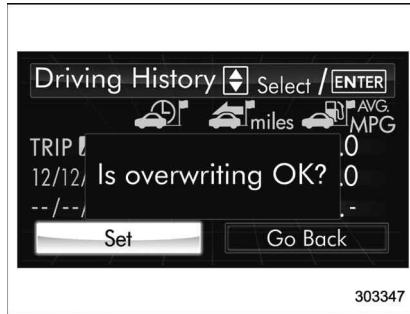 Driving History Select / ENTER
miles AVG. MPG
TRIP .0
12/12/ .0
--/--/ .-
Is overwriting OK?
Set Go Back
303347